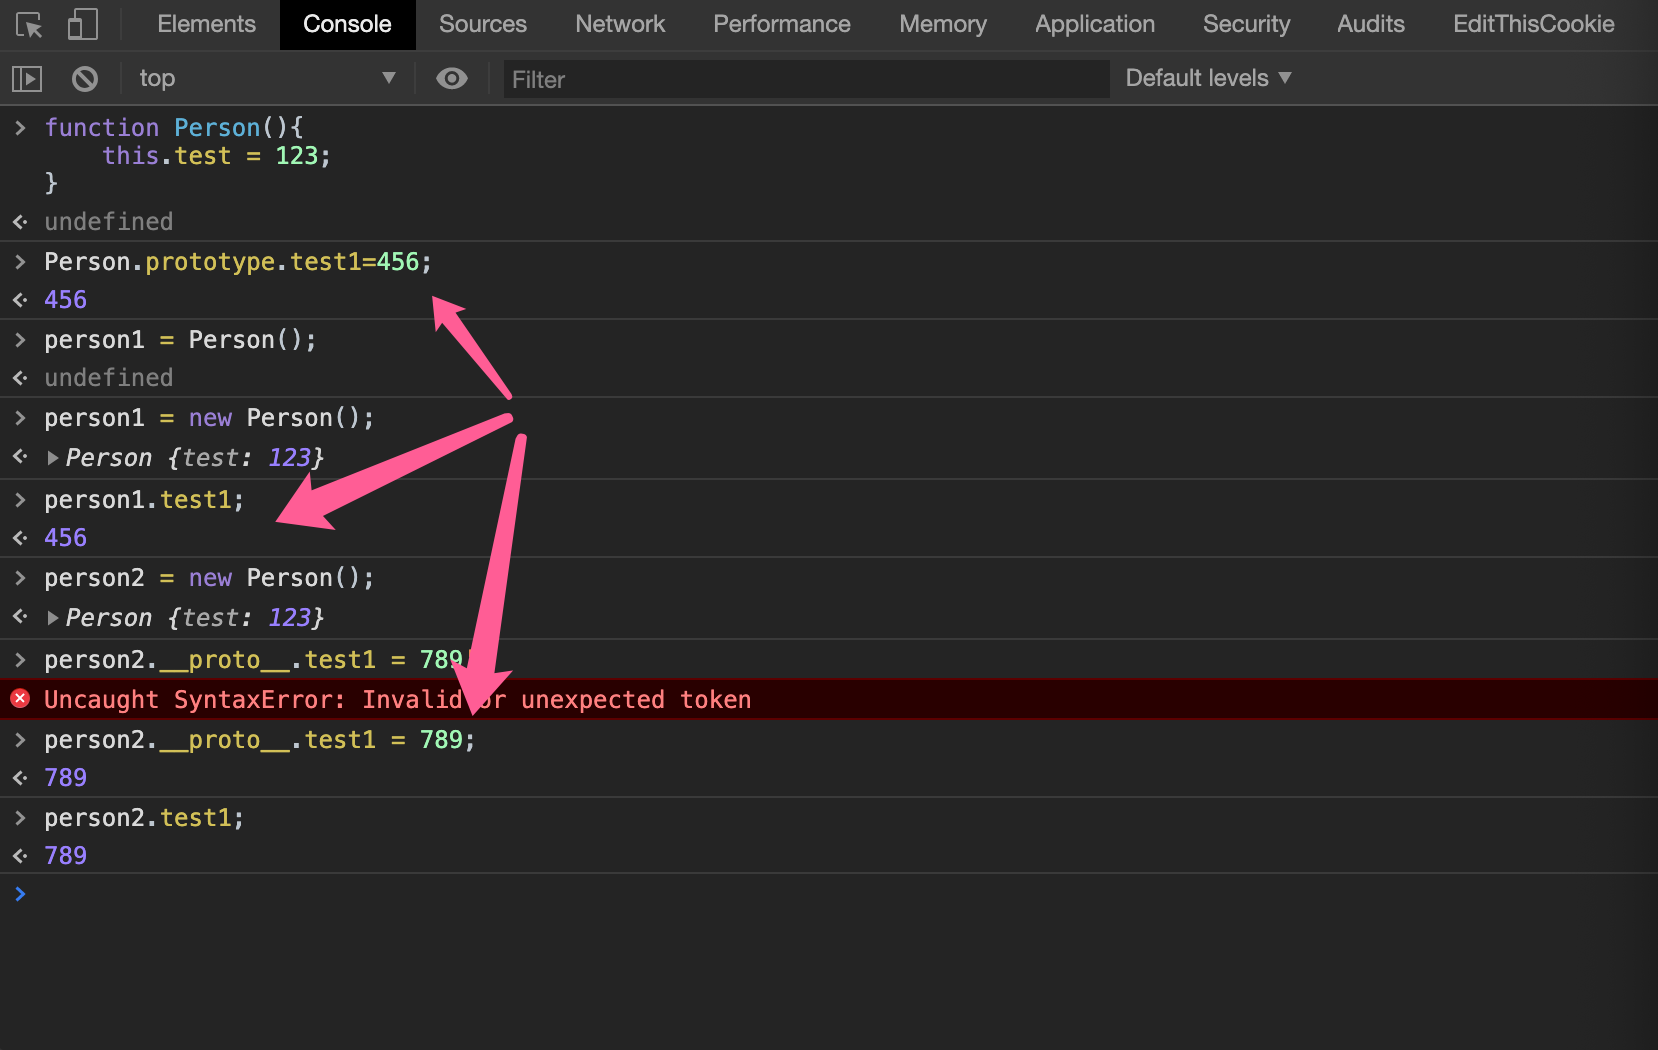 Elements Console Sources Network Performance Memory Application Security Audits EditThisCookie
top Filter Default levels
function Person(){
this.test = 123;
}
undefined
Person.prototype.test1=456;
456
person1 = Person();
undefined
person1 = new Person();
Person {test: 123}
person1.test1;
456
person2 = new Person();
Person {test: 123}
person2.__proto__.test1 = 789
Uncaught SyntaxError: Invalid or unexpected token
person2.__proto__.test1 = 789;
789
person2.test1;
789